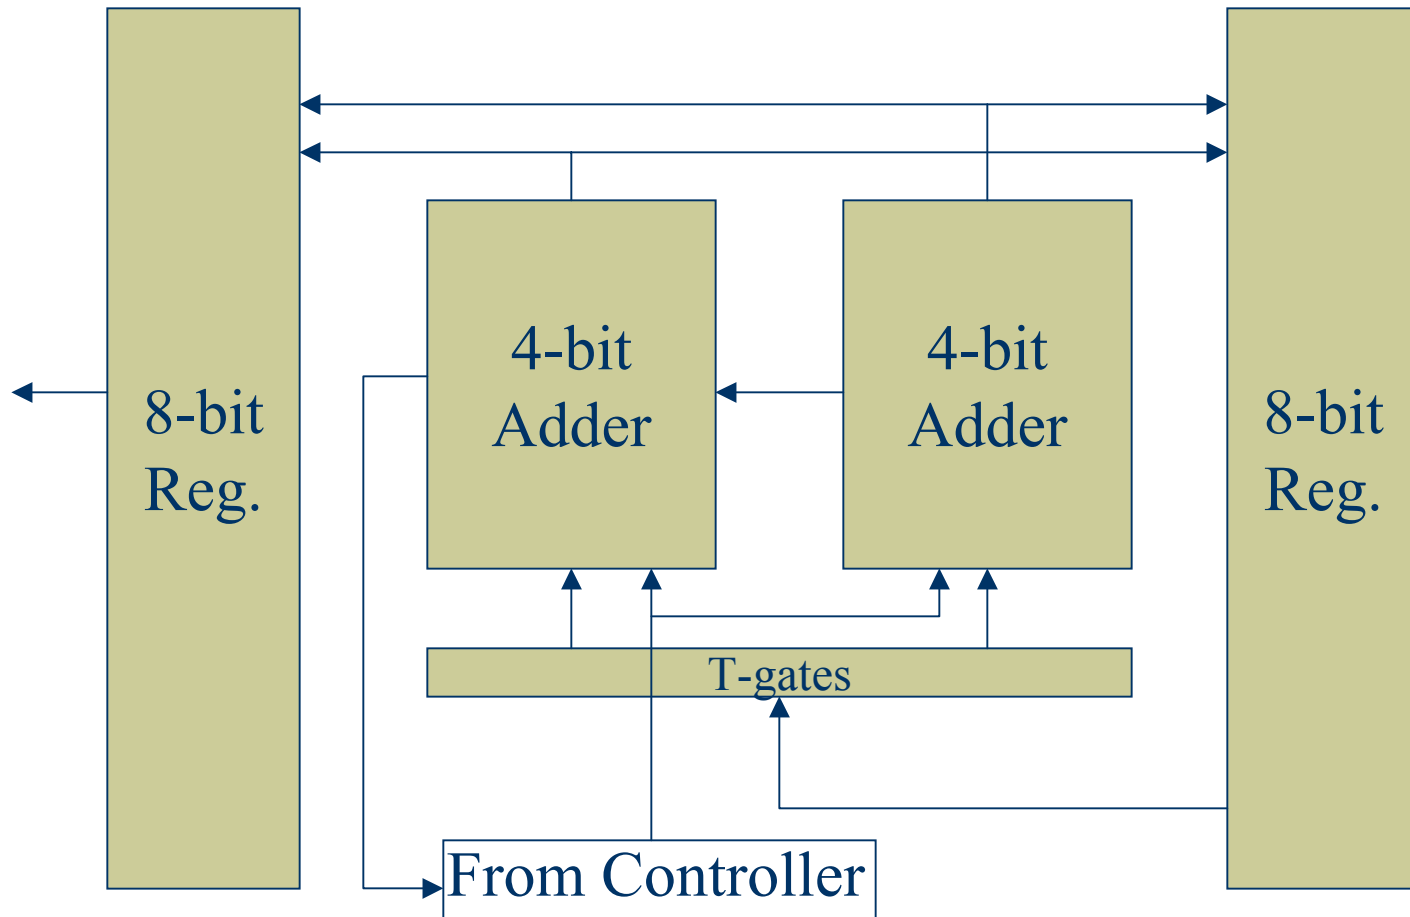 8-bit
Reg.
4-bit
Adder
4-bit
Adder
8-bit
Reg.
T-gates
From Controller